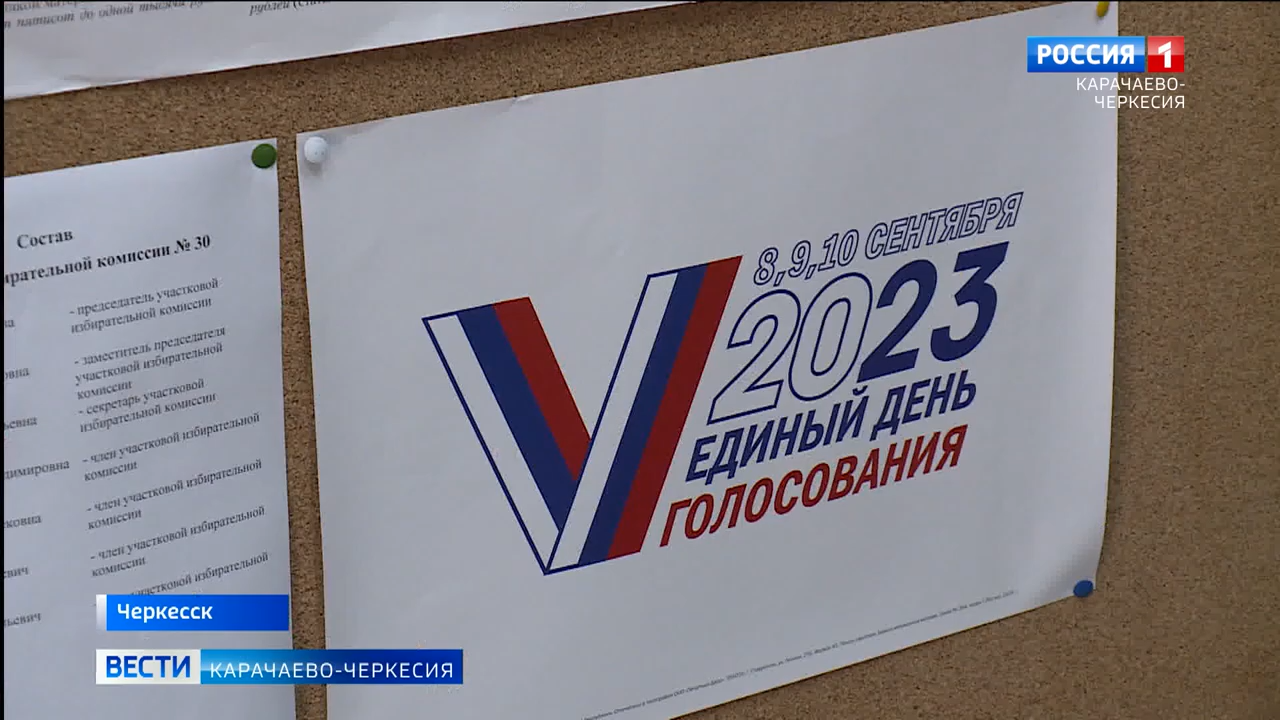 рублей
РОССИЯ 1
КАРАЧАЕВО-
ЧЕРКЕСИЯ
Состав
комиссии № 30
- председатель участковой
избирательной комиссии
- заместитель председателя
участковой избирательной
комиссии
- секретарь участковой
избирательной комиссии
- член участковой избирательной
комиссии
- член участковой избирательной
комиссии
- член участковой избирательной
комиссии
участковой избирательной
8,9,10 СЕНТЯБРЯ
2023
ЕДИНЫЙ ДЕНЬ
ГОЛОСОВАНИЯ
Черкесск
ВЕСТИ КАРАЧАЕВО-ЧЕРКЕСИЯ